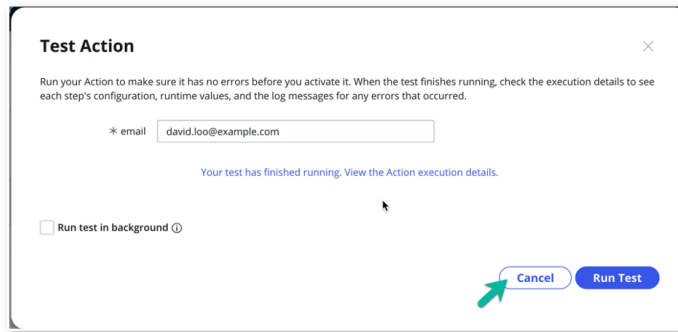 Test Action
Run your Action to make sure it has no errors before you activate it. When the test finishes running, check the execution details to see
each step's configuration, runtime values, and the log messages for any errors that occurred.
* email david.loo@example.com
Your test has finished running. View the Action execution details.
Run test in background
Cancel Run Test